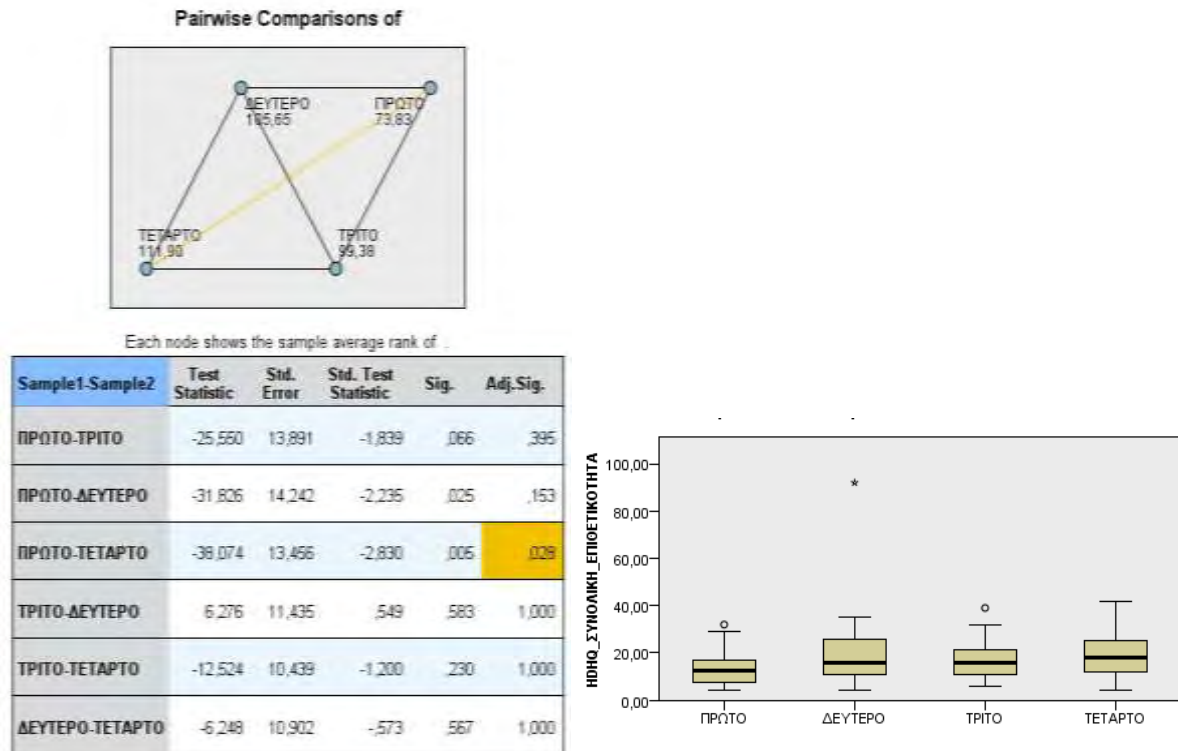 Pairwise Comparisons of
ΔΕΥΤΕΡΟ
105,65
ΠΡΩΤΟ
73,83
ΤΕΤΑΡΤΟ
111,90
ΤΡΙΤΟ
99,38
Each node shows the sample average rank of .
Sample1-Sample2 Test Statistic Std. Error Std. Test Statistic Sig. Adj.Sig.
ΠΡΩΤΟ-ΤΡΙΤΟ -25,550 13,891 -1,839 ,066 ,395
ΠΡΩΤΟ-ΔΕΥΤΕΡΟ -31,826 14,242 -2,235 ,025 ,153
ΠΡΩΤΟ-ΤΕΤΑΡΤΟ -38,074 13,456 -2,830 ,005 ,028
ΤΡΙΤΟ-ΔΕΥΤΕΡΟ 6,276 11,435 ,549 ,583 1,000
ΤΡΙΤΟ-ΤΕΤΑΡΤΟ -12,524 10,439 -1,200 ,230 1,000
ΔΕΥΤΕΡΟ-ΤΕΤΑΡΤΟ -6,248 10,902 -,573 ,567 1,000
HDHQ_ΣΥΝΟΛΙΚΗ_ΕΠΙΘΕΤΙΚΟΤΗΤΑ
100,00
80,00
60,00
40,00
20,00
0,00
ΠΡΩΤΟ ΔΕΥΤΕΡΟ ΤΡΙΤΟ ΤΕΤΑΡΤΟ